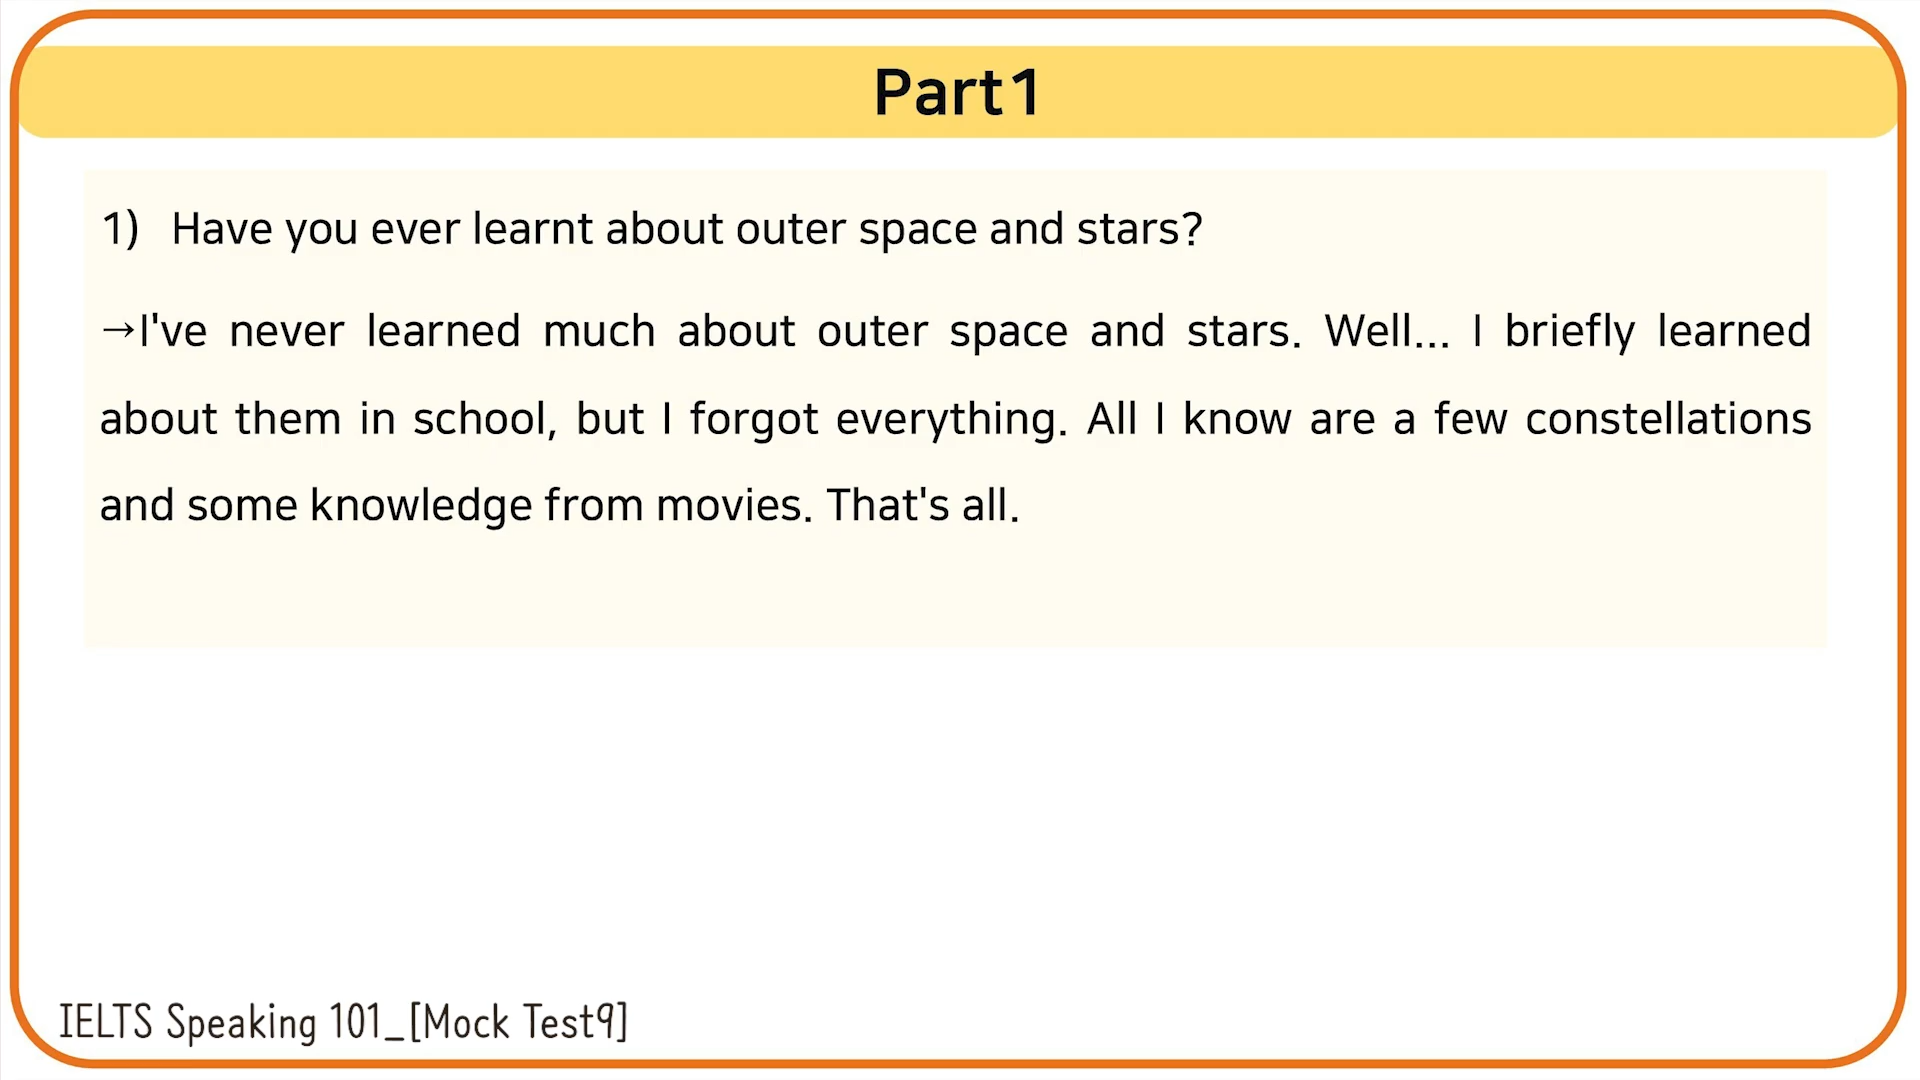 Part1
1) Have you ever learnt about outer space and stars?
→I've never learned much about outer space and stars. Well... I briefly learned
about them in school, but I forgot everything. All I know are a few constellations
and some knowledge from movies. That's all.
IELTS Speaking 101_[Mock Test9]